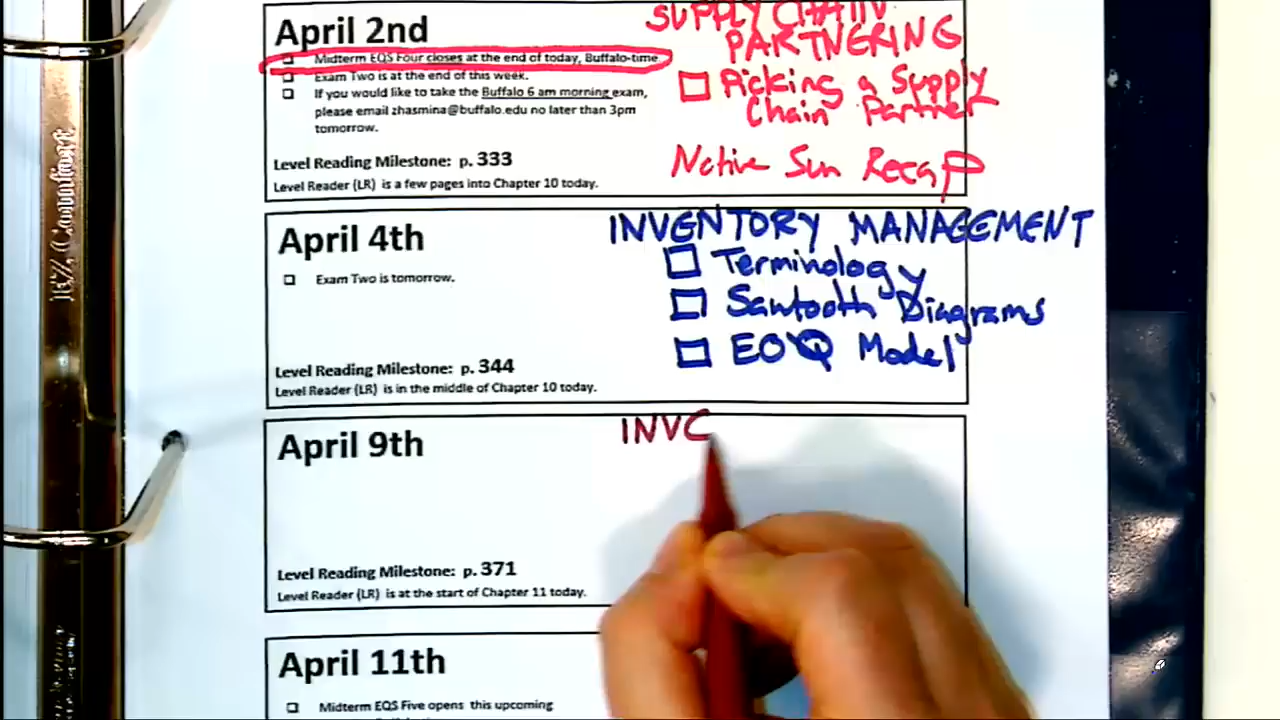 SUPPLY CHAIN
April 2nd
PARTNERING
Midterm EQS Four closes at the end of today, Buffalo-time.
Exam Two is at the end of this week.
Picking a Supply
If you would like to take the Buffalo 6 am morning exam,
Chain Partner
please email zhasmina@buffalo.edu no later than 3pm
tomorrow.
Level Reading Milestone: p. 333
Native Sun Recap
Level Reader (LR) is a few pages into Chapter 10 today.
April 4th
INVENTORY MANAGEMENT
Terminology
Exam Two is tomorrow.
Sawtooth Diagrams
EOQ Model
Level Reading Milestone: p. 344
Level Reader (LR) is in the middle of Chapter 10 today.
April 9th
INVC
Level Reading Milestone: p. 371
Level Reader (LR) is at the start of Chapter 11 today.
April 11th
Midterm EQS Five opens this upcoming
EZ Comfort